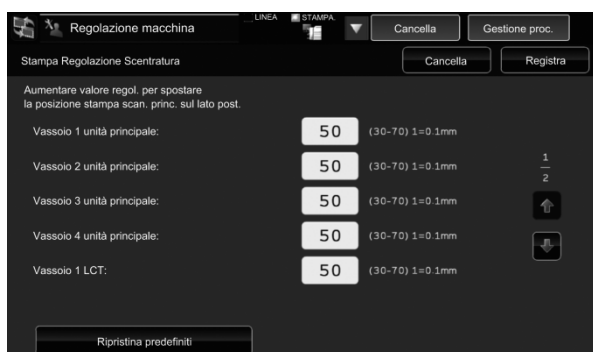 Regolazione macchina
LINEA
STAMPA.
Cancella
Gestione proc.
Stampa Regolazione Scentratura
Cancella
Registra
Aumentare valore regol. per spostare
la posizione stampa scan. princ. sul lato post.
Vassoio 1 unità principale:
50
(30-70) 1=0.1mm
Vassoio 2 unità principale:
50
(30-70) 1=0.1mm
1
2
Vassoio 3 unità principale:
50
(30-70) 1=0.1mm
Vassoio 4 unità principale:
50
(30-70) 1=0.1mm
Vassoio 1 LCT:
50
(30-70) 1=0.1mm
Ripristina predefiniti